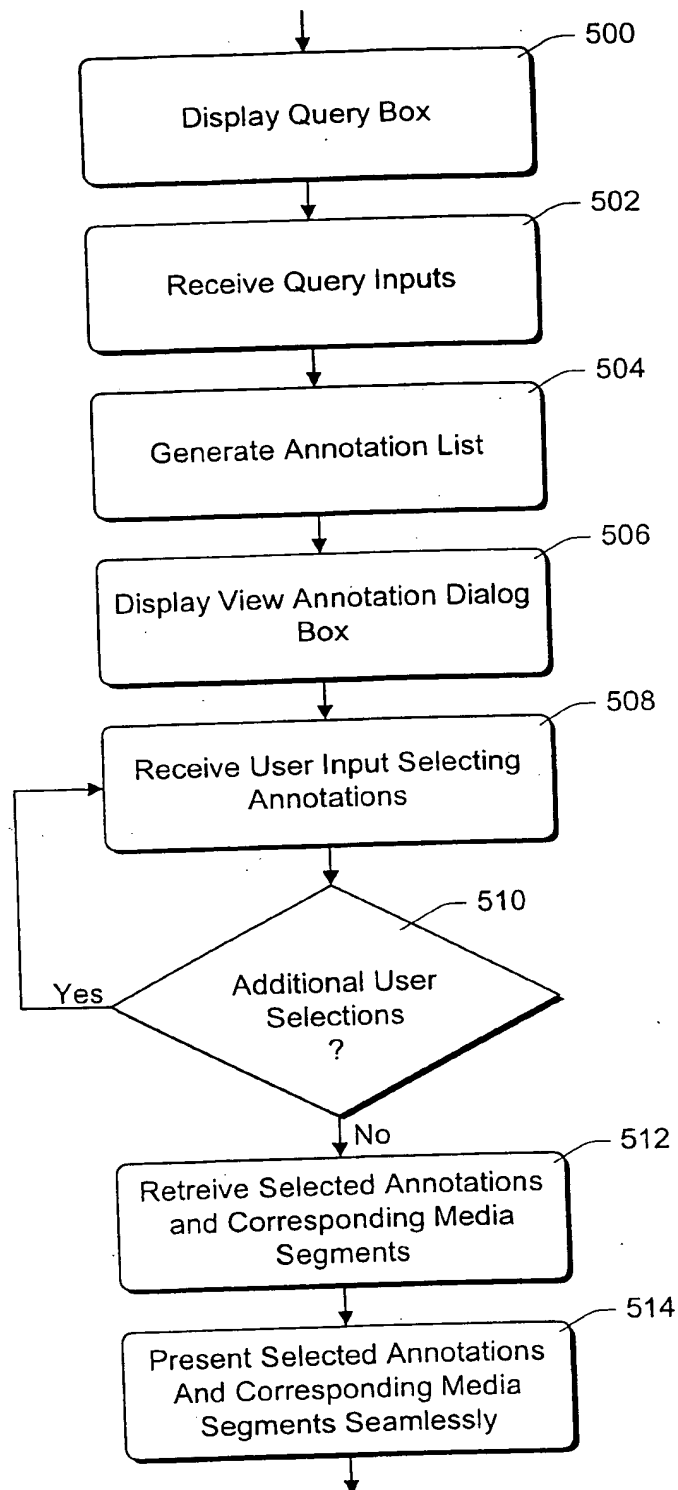 500
Display Query Box
502
Receive Query Inputs
504
Generate Annotation List
506
Display View Annotation Dialog
Box
508
Receive User Input Selecting
Annotations
510
Additional User
Selections
?
Yes
No
512
Retreive Selected Annotations
and Corresponding Media
Segments
514
Present Selected Annotations
And Corresponding Media
Segments Seamlessly